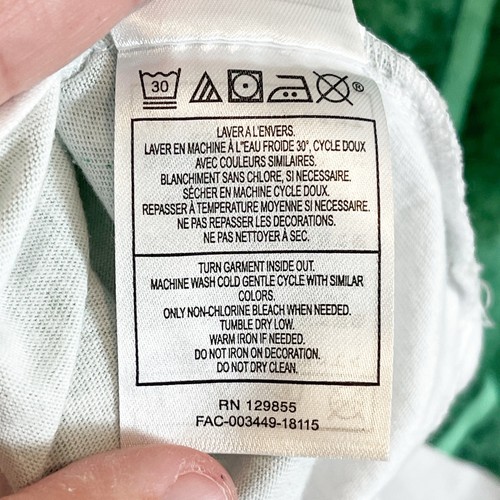 30
®
LAVER A L'ENVERS.
LAVER EN MACHINE À L"EAU FROIDE 30°, CYCLE DOUX
AVEC COULEURS SIMILAIRES.
BLANCHIMENT SANS CHLORE, SI NECESSAIRE.
SÉCHER EN MACHINE CYCLE DOUX.
REPASSER À TEMPERATURE MOYENNE SI NECESSAIRE.
NE PAS REPASSER LES DECORATIONS.
NE PAS NETTOYER À SEC.
TURN GARMENT INSIDE OUT.
MACHINE WASH COLD GENTLE CYCLE WITH SIMILAR
COLORS.
ONLY NON-CHLORINE BLEACH WHEN NEEDED.
TUMBLE DRY LOW.
WARM IRON IF NEEDED.
DO NOT IRON ON DECORATION.
DO NOT DRY CLEAN.
RN 129855
FAC-003449-18115